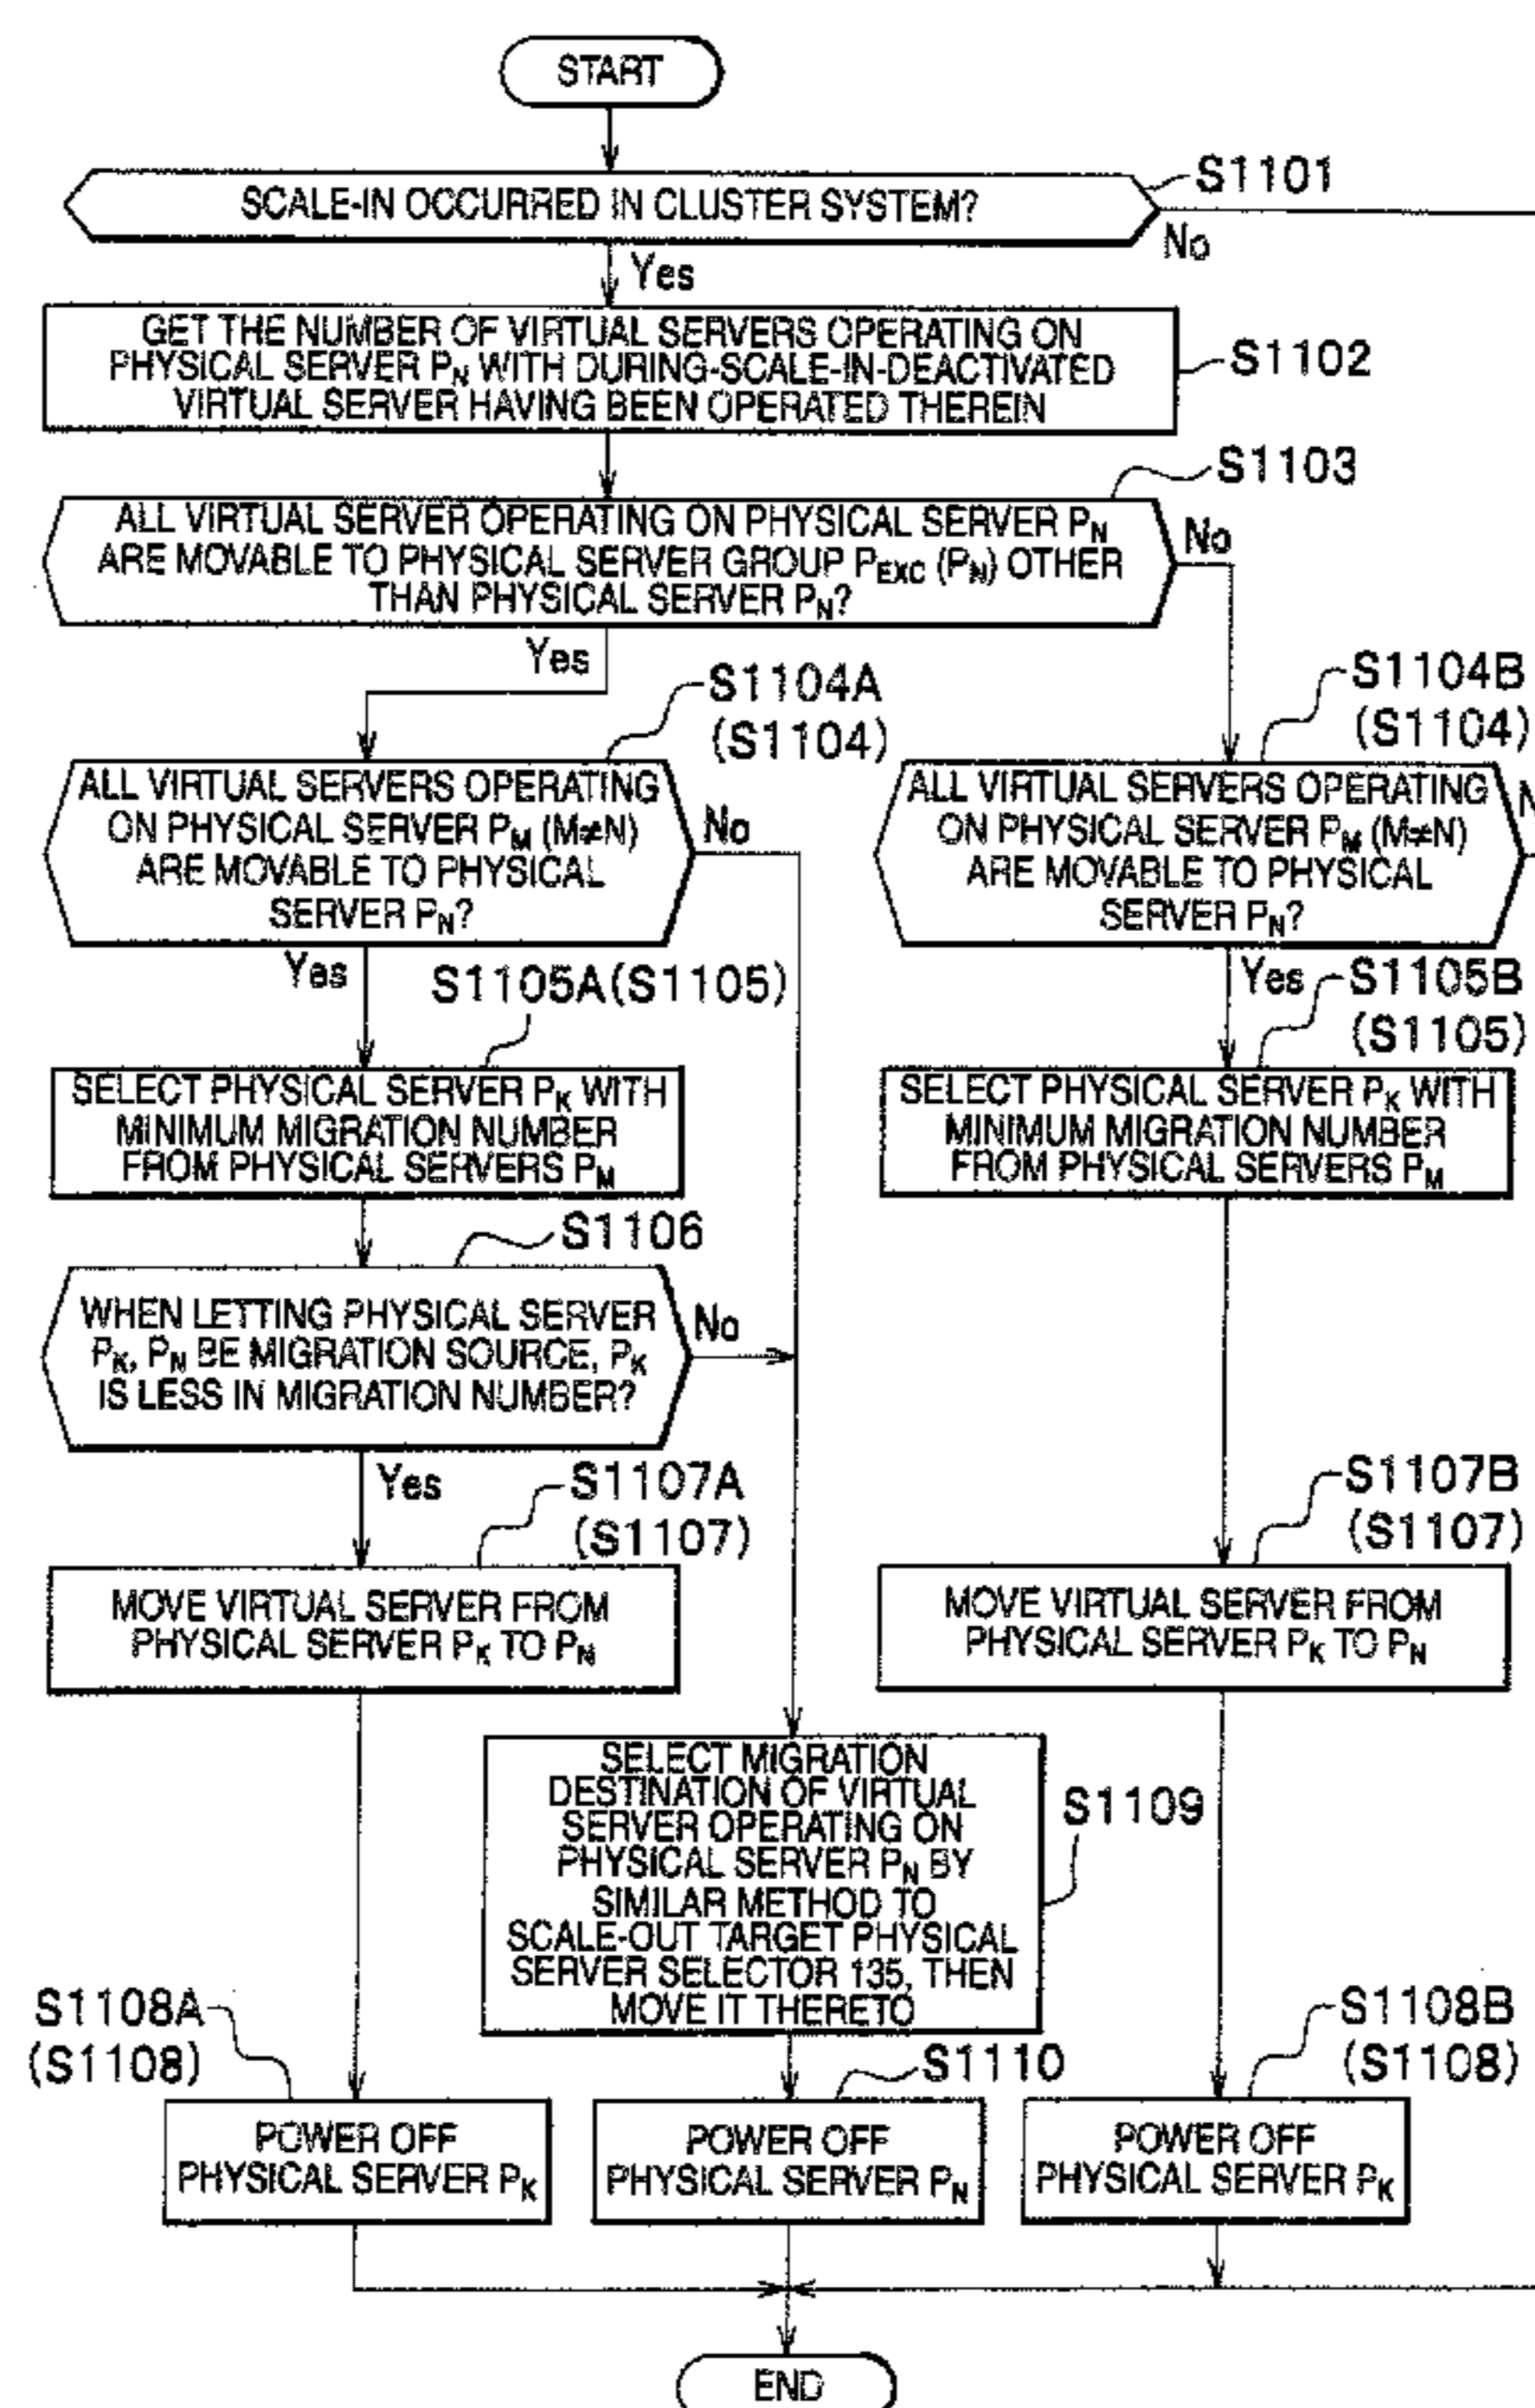 START
SCALE-IN OCCURRED IN CLUSTER SYSTEM?
S1101
No
Yes
GET THE NUMBER OF VIRTUAL SERVERS OPERATING ON
PHYSICAL SERVER PN WITH DURING-SCALE-IN-DEACTIVATED
VIRTUAL SERVER HAVING BEEN OPERATED THEREIN
S1102
S1103
ALL VIRTUAL SERVER OPERATING ON PHYSICAL SERVER PN
ARE MOVABLE TO PHYSICAL SERVER GROUP PEXC (PN) OTHER
THAN PHYSICAL SERVER PN?
No
Yes
S1104A
(S1104)
S1104B
(S1104)
ALL VIRTUAL SERVERS OPERATING
ON PHYSICAL SERVER PM (M≠N)
ARE MOVABLE TO PHYSICAL
SERVER PN?
No
ALL VIRTUAL SERVERS OPERATING
ON PHYSICAL SERVER PM (M≠N)
ARE MOVABLE TO PHYSICAL
SERVER PN?
Yes
S1105A(S1105)
Yes
S1105B
(S1105)
SELECT PHYSICAL SERVER PK WITH
MINIMUM MIGRATION NUMBER
FROM PHYSICAL SERVERS PM
SELECT PHYSICAL SERVER PK WITH
MINIMUM MIGRATION NUMBER
FROM PHYSICAL SERVERS PM
S1106
WHEN LETTING PHYSICAL SERVER
PK, PN BE MIGRATION SOURCE, PK
IS LESS IN MIGRATION NUMBER?
No
Yes
S1107A
(S1107)
S1107B
(S1107)
MOVE VIRTUAL SERVER FROM
PHYSICAL SERVER PK TO PN
MOVE VIRTUAL SERVER FROM
PHYSICAL SERVER PK TO PN
SELECT MIGRATION
DESTINATION OF VIRTUAL
SERVER OPERATING ON
PHYSICAL SERVER PN BY
SIMILAR METHOD TO
SCALE-OUT TARGET PHYSICAL
SERVER SELECTOR 135, THEN
MOVE IT THERETO
S1109
S1108A
(S1108)
S1110
S1108B
(S1108)
POWER OFF
PHYSICAL SERVER PK
POWER OFF
PHYSICAL SERVER PN
POWER OFF
PHYSICAL SERVER PK
END